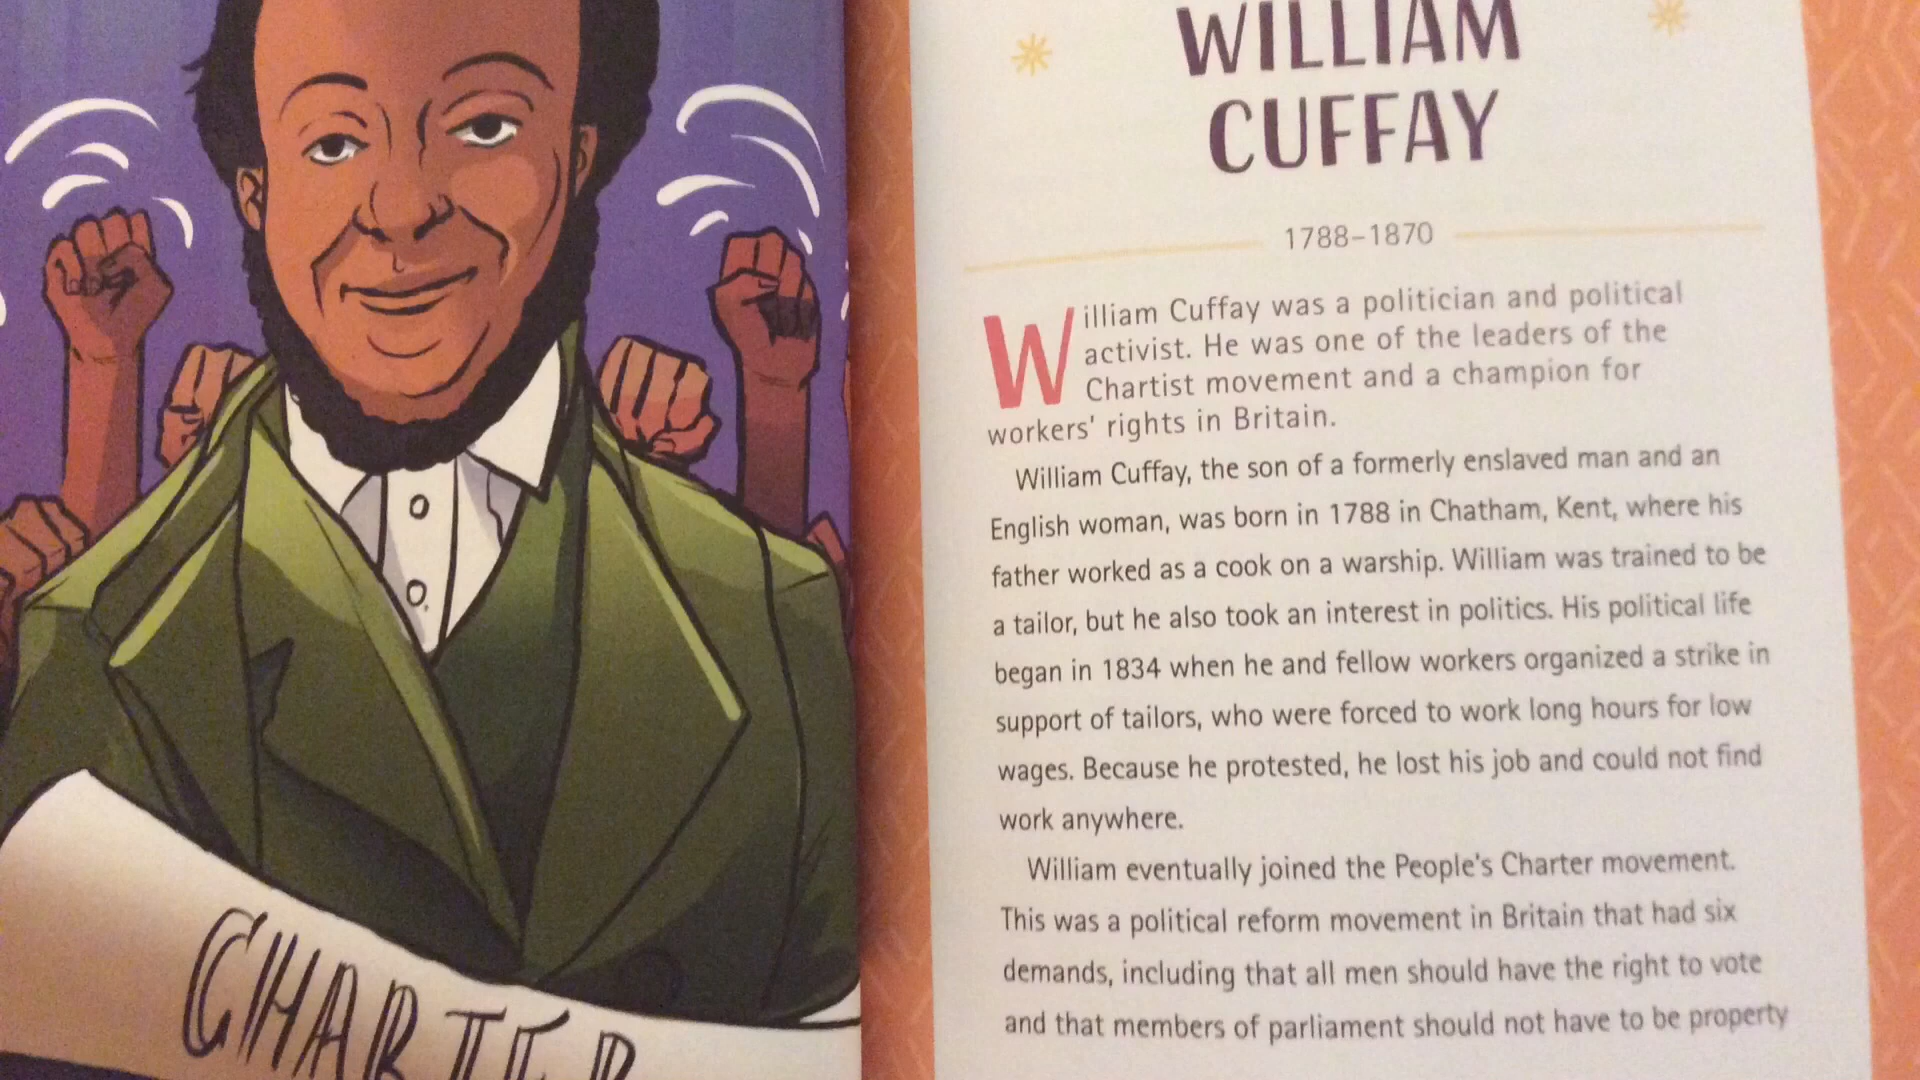 CHARTER
WILLIAM
CUFFAY
1788–1870
William Cuffay was a politician and political
activist. He was one of the leaders of the
Chartist movement and a champion for
workers' rights in Britain.
William Cuffay, the son of a formerly enslaved man and an
English woman, was born in 1788 in Chatham, Kent, where his
father worked as a cook on a warship. William was trained to be
a tailor, but he also took an interest in politics. His political life
began in 1834 when he and fellow workers organized a strike in
support of tailors, who were forced to work long hours for low
wages. Because he protested, he lost his job and could not find
work anywhere.
William eventually joined the People's Charter movement.
This was a political reform movement in Britain that had six
demands, including that all men should have the right to vote
and that members of parliament should not have to be property